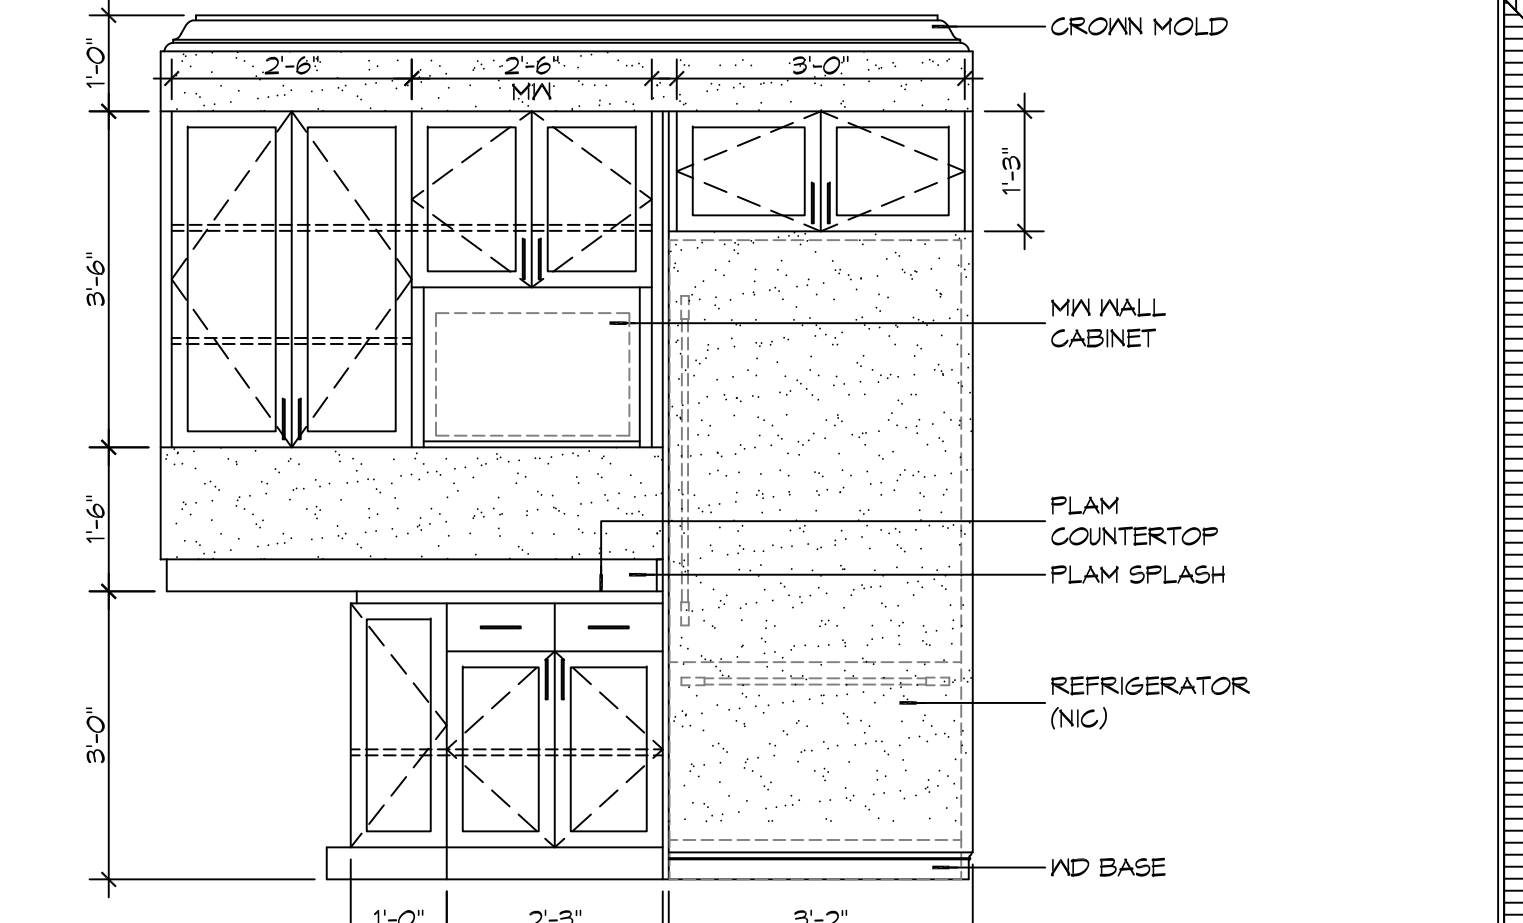 CROWN MOLD
1'-0"
2'-6"
2'-6"
3'-0"
MW
1'-3"
3'-6"
MW WALL
CABINET
1'-6"
PLAM
COUNTERTOP
PLAM SPLASH
3'-0"
REFRIGERATOR
(NIC)
WD BASE
1'-0"
2'-3"
3'-2"